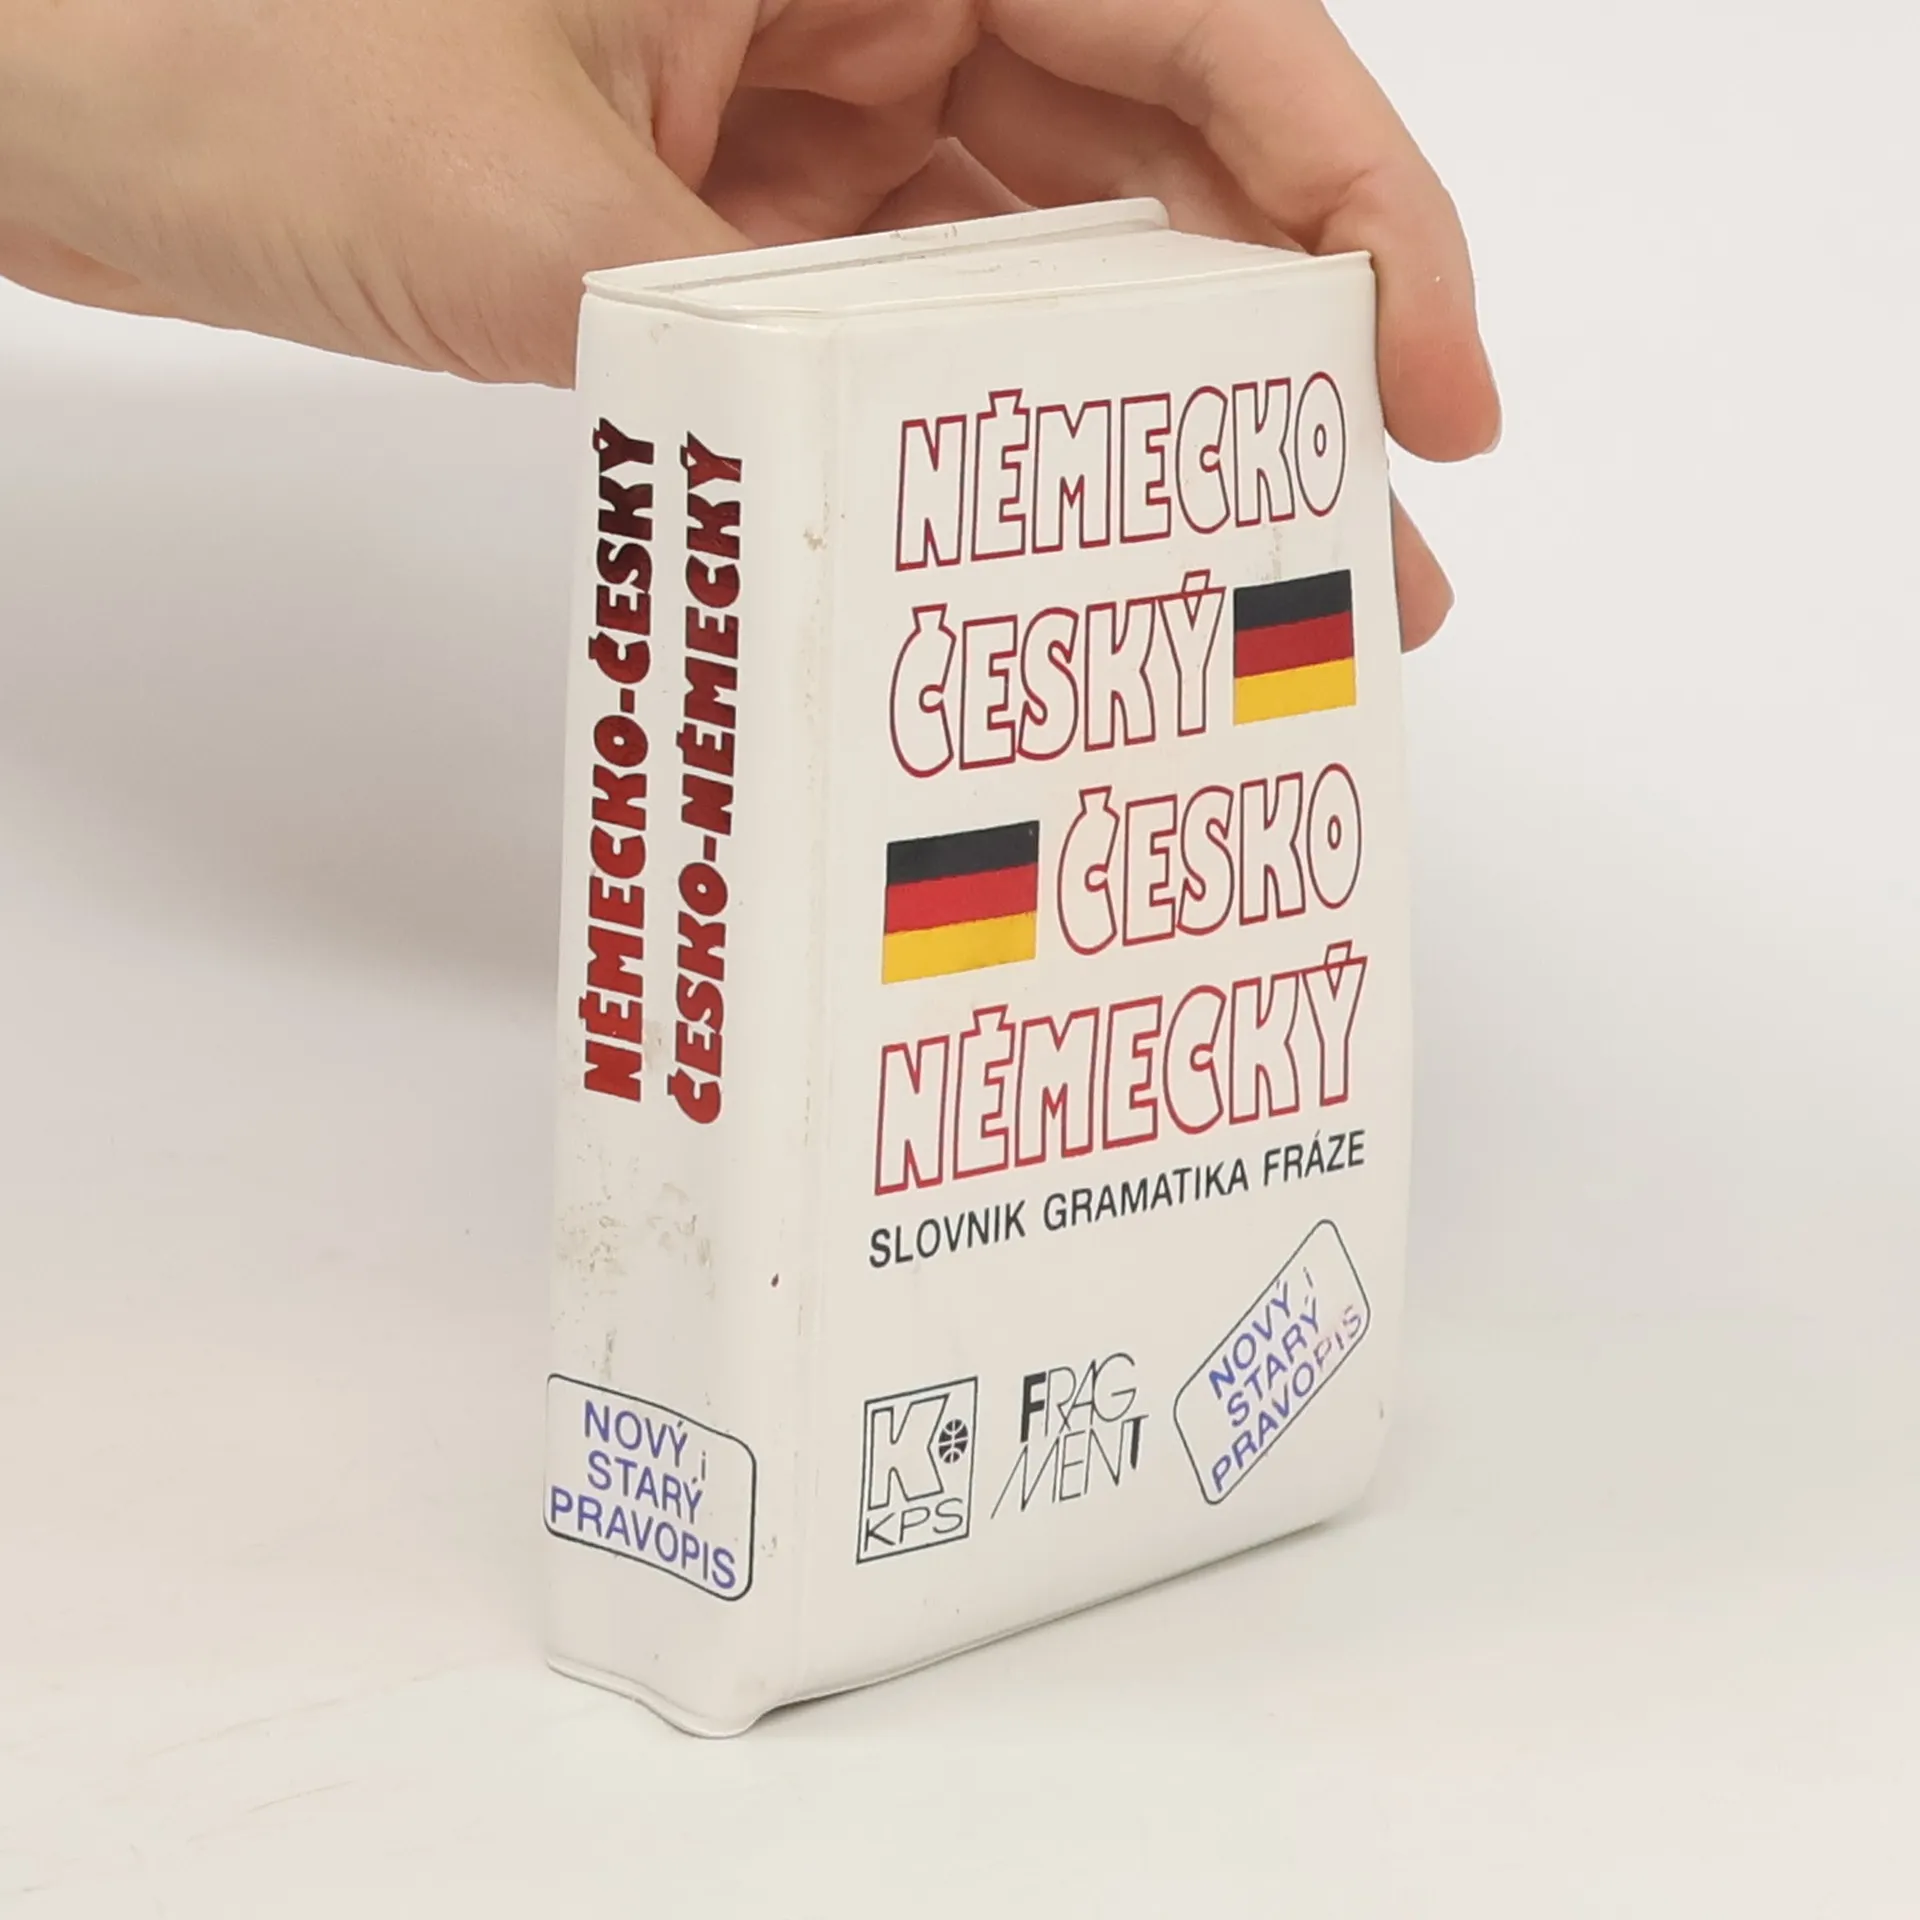 NĚMECKO-ČESKÝ
ČESKO-NĚMECKÝ
NOVÝ i
STARÝ
PRAVOPIS
NĚMECKO
ČESKÝ
ČESKO
NĚMECKÝ
SLOVNIK GRAMATIKA FRÁZE
K
KPS
FRAG
MENT
NOVÝ i
STARÝ
PRAVOPIS